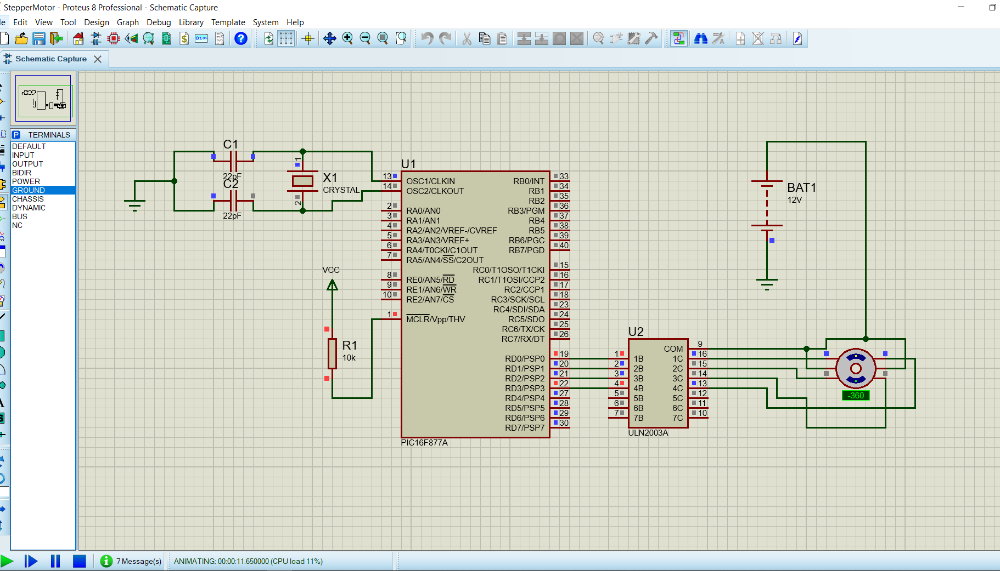 StepperMotor - Proteus 8 Professional - Schematic Capture
Edit View Tool Design Graph Debug Library Template System Help
$
0101
?
Schematic Capture
P TERMINALS
DEFAULT
INPUT
OUTPUT
BIDIR
POWER
GROUND
CHASSIS
DYNAMIC
BUS
NC
C1
22pF
C2
22pF
1
X1
CRYSTAL
2
VCC
R1
10k
U1
13 OSC1/CLKIN
14 OSC2/CLKOUT
2 RA0/AN0
3 RA1/AN1
4 RA2/AN2/VREF-/CVREF
5 RA3/AN3/VREF+
6 RA4/T0CKI/C1OUT
7 RA5/AN4/SS/C2OUT
8 RE0/AN5/RD
9 RE1/AN6/WR
10 RE2/AN7/CS
1 MCLR/Vpp/THV
RB0/INT 33
RB1 34
RB2 35
RB3/PGM 36
RB4 37
RB5 38
RB6/PGC 39
RB7/PGD 40
RC0/T1OSO/T1CKI 15
RC1/T1OSI/CCP2 16
RC2/CCP1 17
RC3/SCK/SCL 18
RC4/SDI/SDA 23
RC5/SDO 24
RC6/TX/CK 25
RC7/RX/DT 26
RD0/PSP0 19
RD1/PSP1 20
RD2/PSP2 21
RD3/PSP3 22
RD4/PSP4 27
RD5/PSP5 28
RD6/PSP6 29
RD7/PSP7 30
PIC16F877A
U2
COM 9
1 1B 1C 16
2 2B 2C 15
3 3B 3C 14
4 4B 4C 13
5 5B 5C 12
6 6B 6C 11
7 7B 7C 10
ULN2003A
BAT1
12V
-360
7 Message(s)
ANIMATING: 00:00:11.650000 (CPU load 11%)